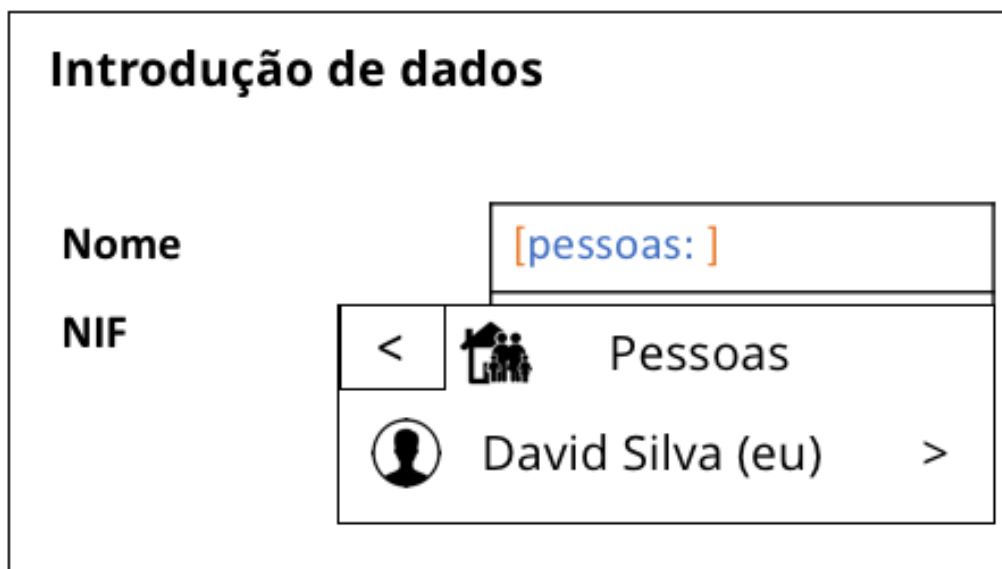 Introdução de dados
Nome
[pessoas: ]
NIF
< Pessoas
David Silva (eu) >